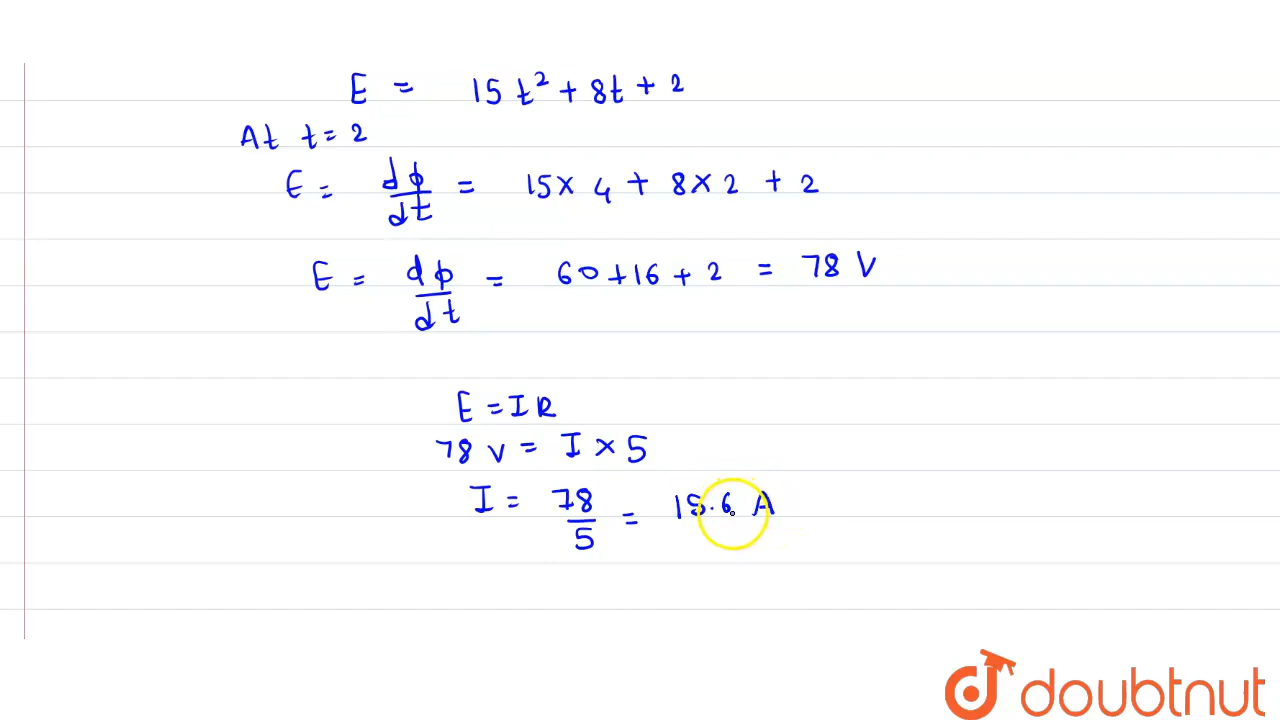 E = 15 t² + 8t + 2
At t = 2
E = dϕ/dt = 15 × 4 + 8 × 2 + 2
E = dϕ/dt = 60 + 16 + 2 = 78 V
E = IR
78 V = I × 5
I = 78/5 = 15.6 A
doubtnut